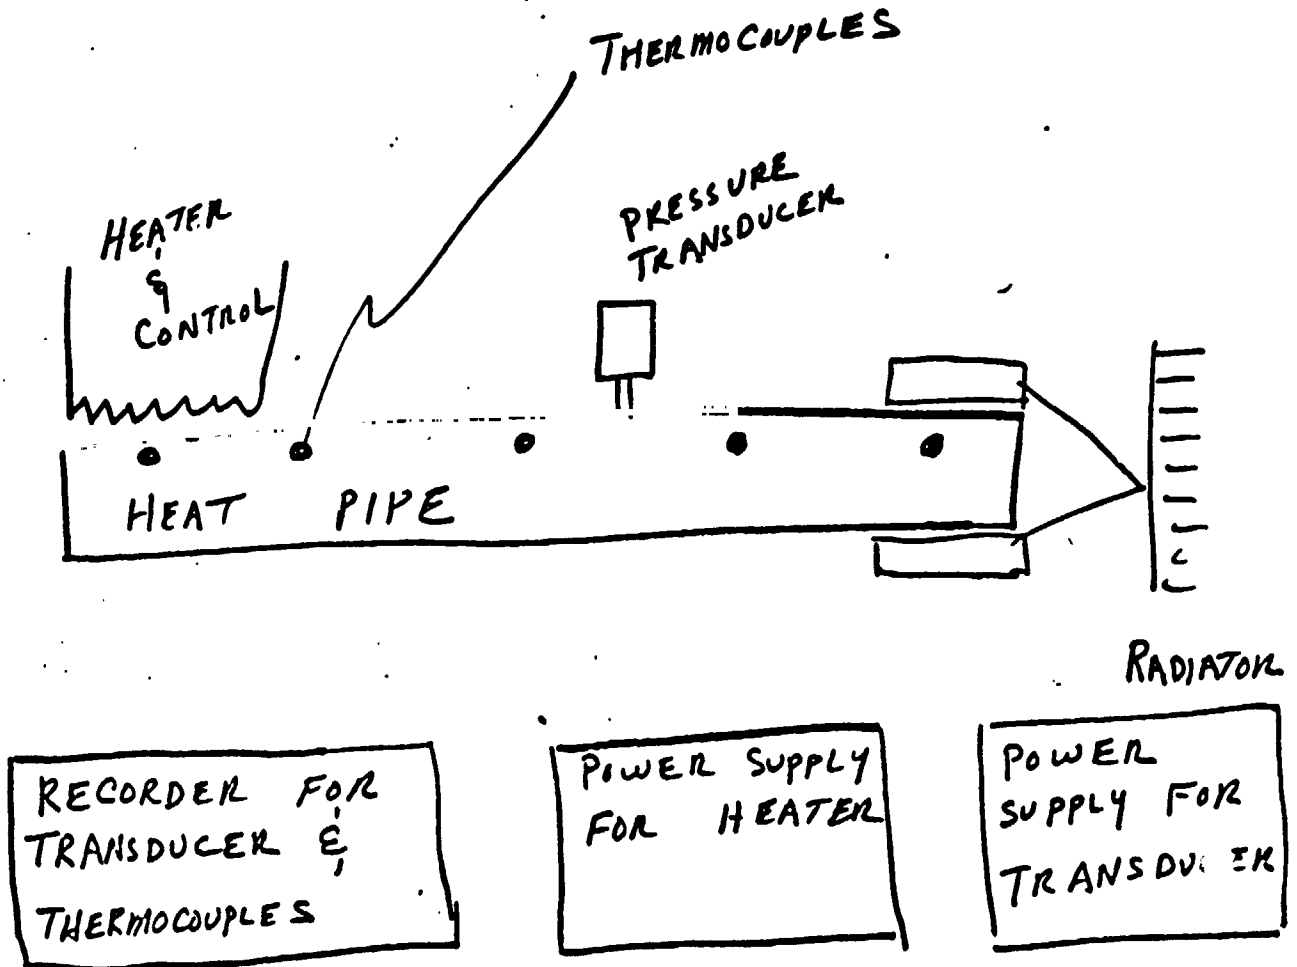 THERMOCOUPLES
PRESSURE
TRANSDUCER
HEATER
&
CONTROL
HEAT PIPE
RADIATOR
RECORDER FOR
TRANSDUCER &
THERMOCOUPLES
POWER SUPPLY
FOR HEATER
POWER
SUPPLY FOR
TRANSDUCER